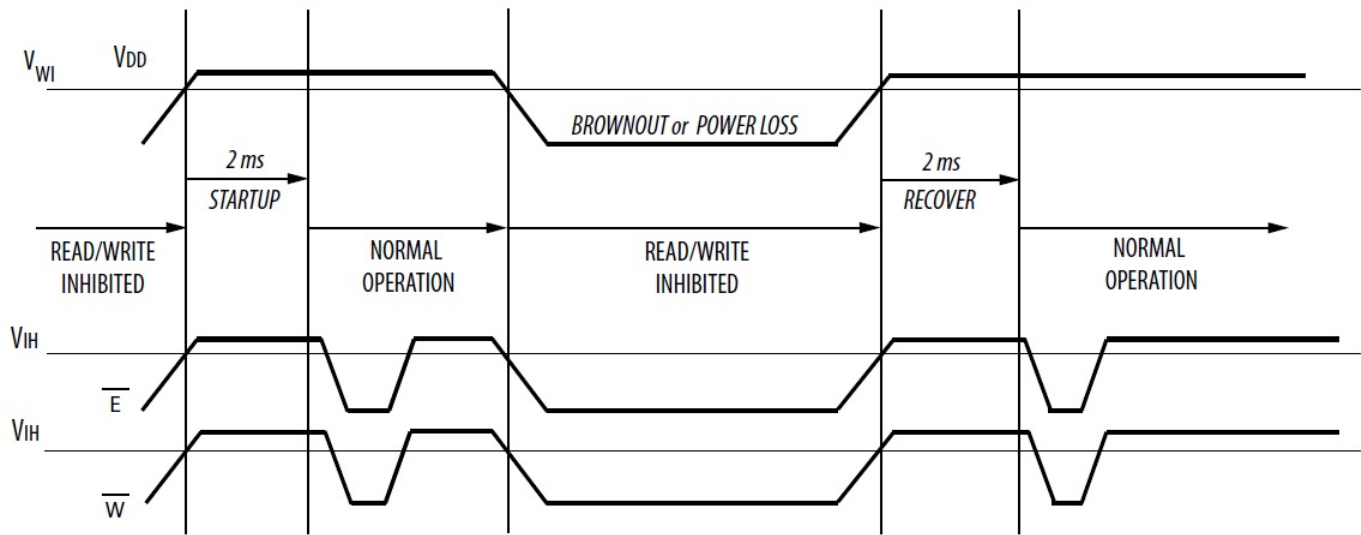 VWI VDD
BROWNOUT or POWER LOSS
2 ms
STARTUP
2 ms
RECOVER
READ/WRITE
INHIBITED
NORMAL
OPERATION
READ/WRITE
INHIBITED
NORMAL
OPERATION
VIH
E
VIH
W